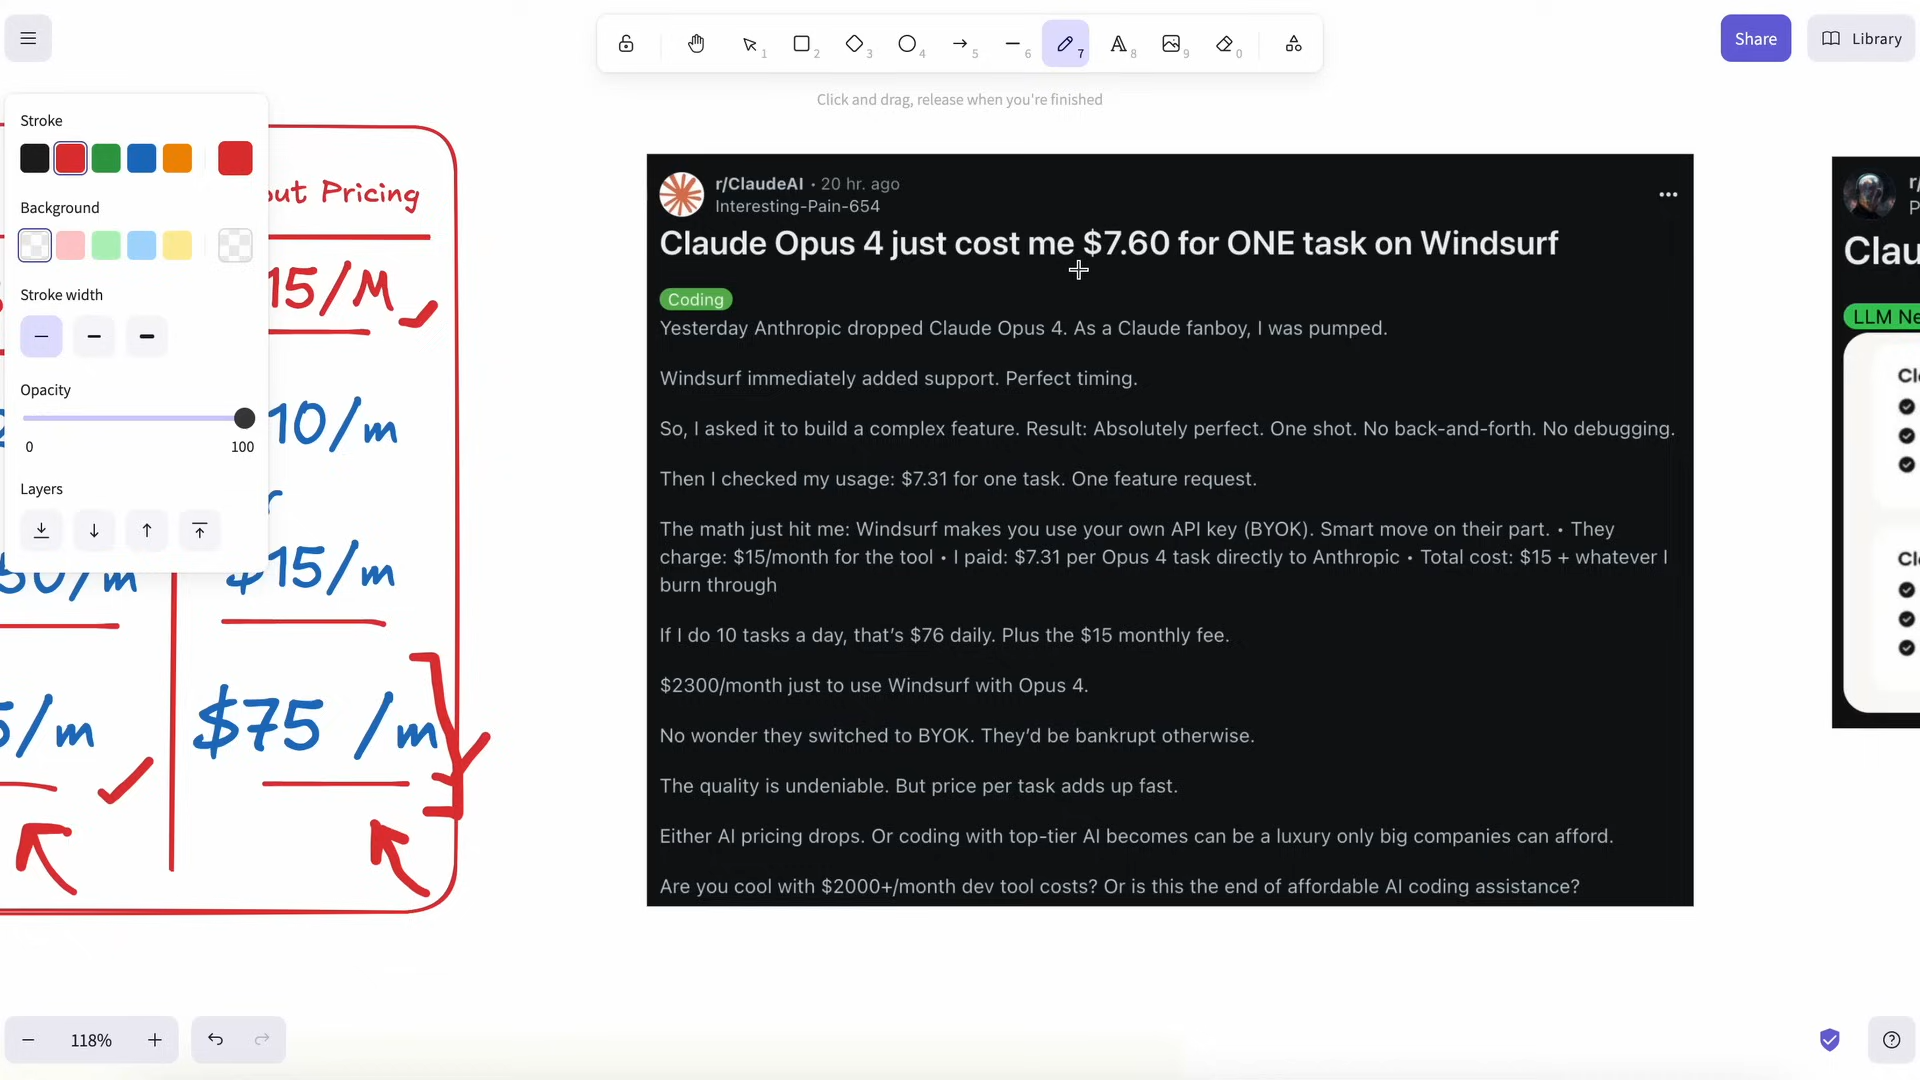 1
2
3
4
5
6
7
8
9
0
Share
Library
Click and drag, release when you're finished
Stroke
Background
Stroke width
Opacity
0
100
Layers
Pricing
15/M
10/m
$15/m
$75 /m
r/ClaudeAI • 20 hr. ago
Interesting-Pain-654
Claude Opus 4 just cost me $7.60 for ONE task on Windsurf
Coding
Yesterday Anthropic dropped Claude Opus 4. As a Claude fanboy, I was pumped.
Windsurf immediately added support. Perfect timing.
So, I asked it to build a complex feature. Result: Absolutely perfect. One shot. No back-and-forth. No debugging.
Then I checked my usage: $7.31 for one task. One feature request.
The math just hit me: Windsurf makes you use your own API key (BYOK). Smart move on their part. • They
charge: $15/month for the tool • I paid: $7.31 per Opus 4 task directly to Anthropic • Total cost: $15 + whatever I
burn through
If I do 10 tasks a day, that’s $76 daily. Plus the $15 monthly fee.
$2300/month just to use Windsurf with Opus 4.
No wonder they switched to BYOK. They’d be bankrupt otherwise.
The quality is undeniable. But price per task adds up fast.
Either AI pricing drops. Or coding with top-tier AI becomes can be a luxury only big companies can afford.
Are you cool with $2000+/month dev tool costs? Or is this the end of affordable AI coding assistance?
LLM
118%